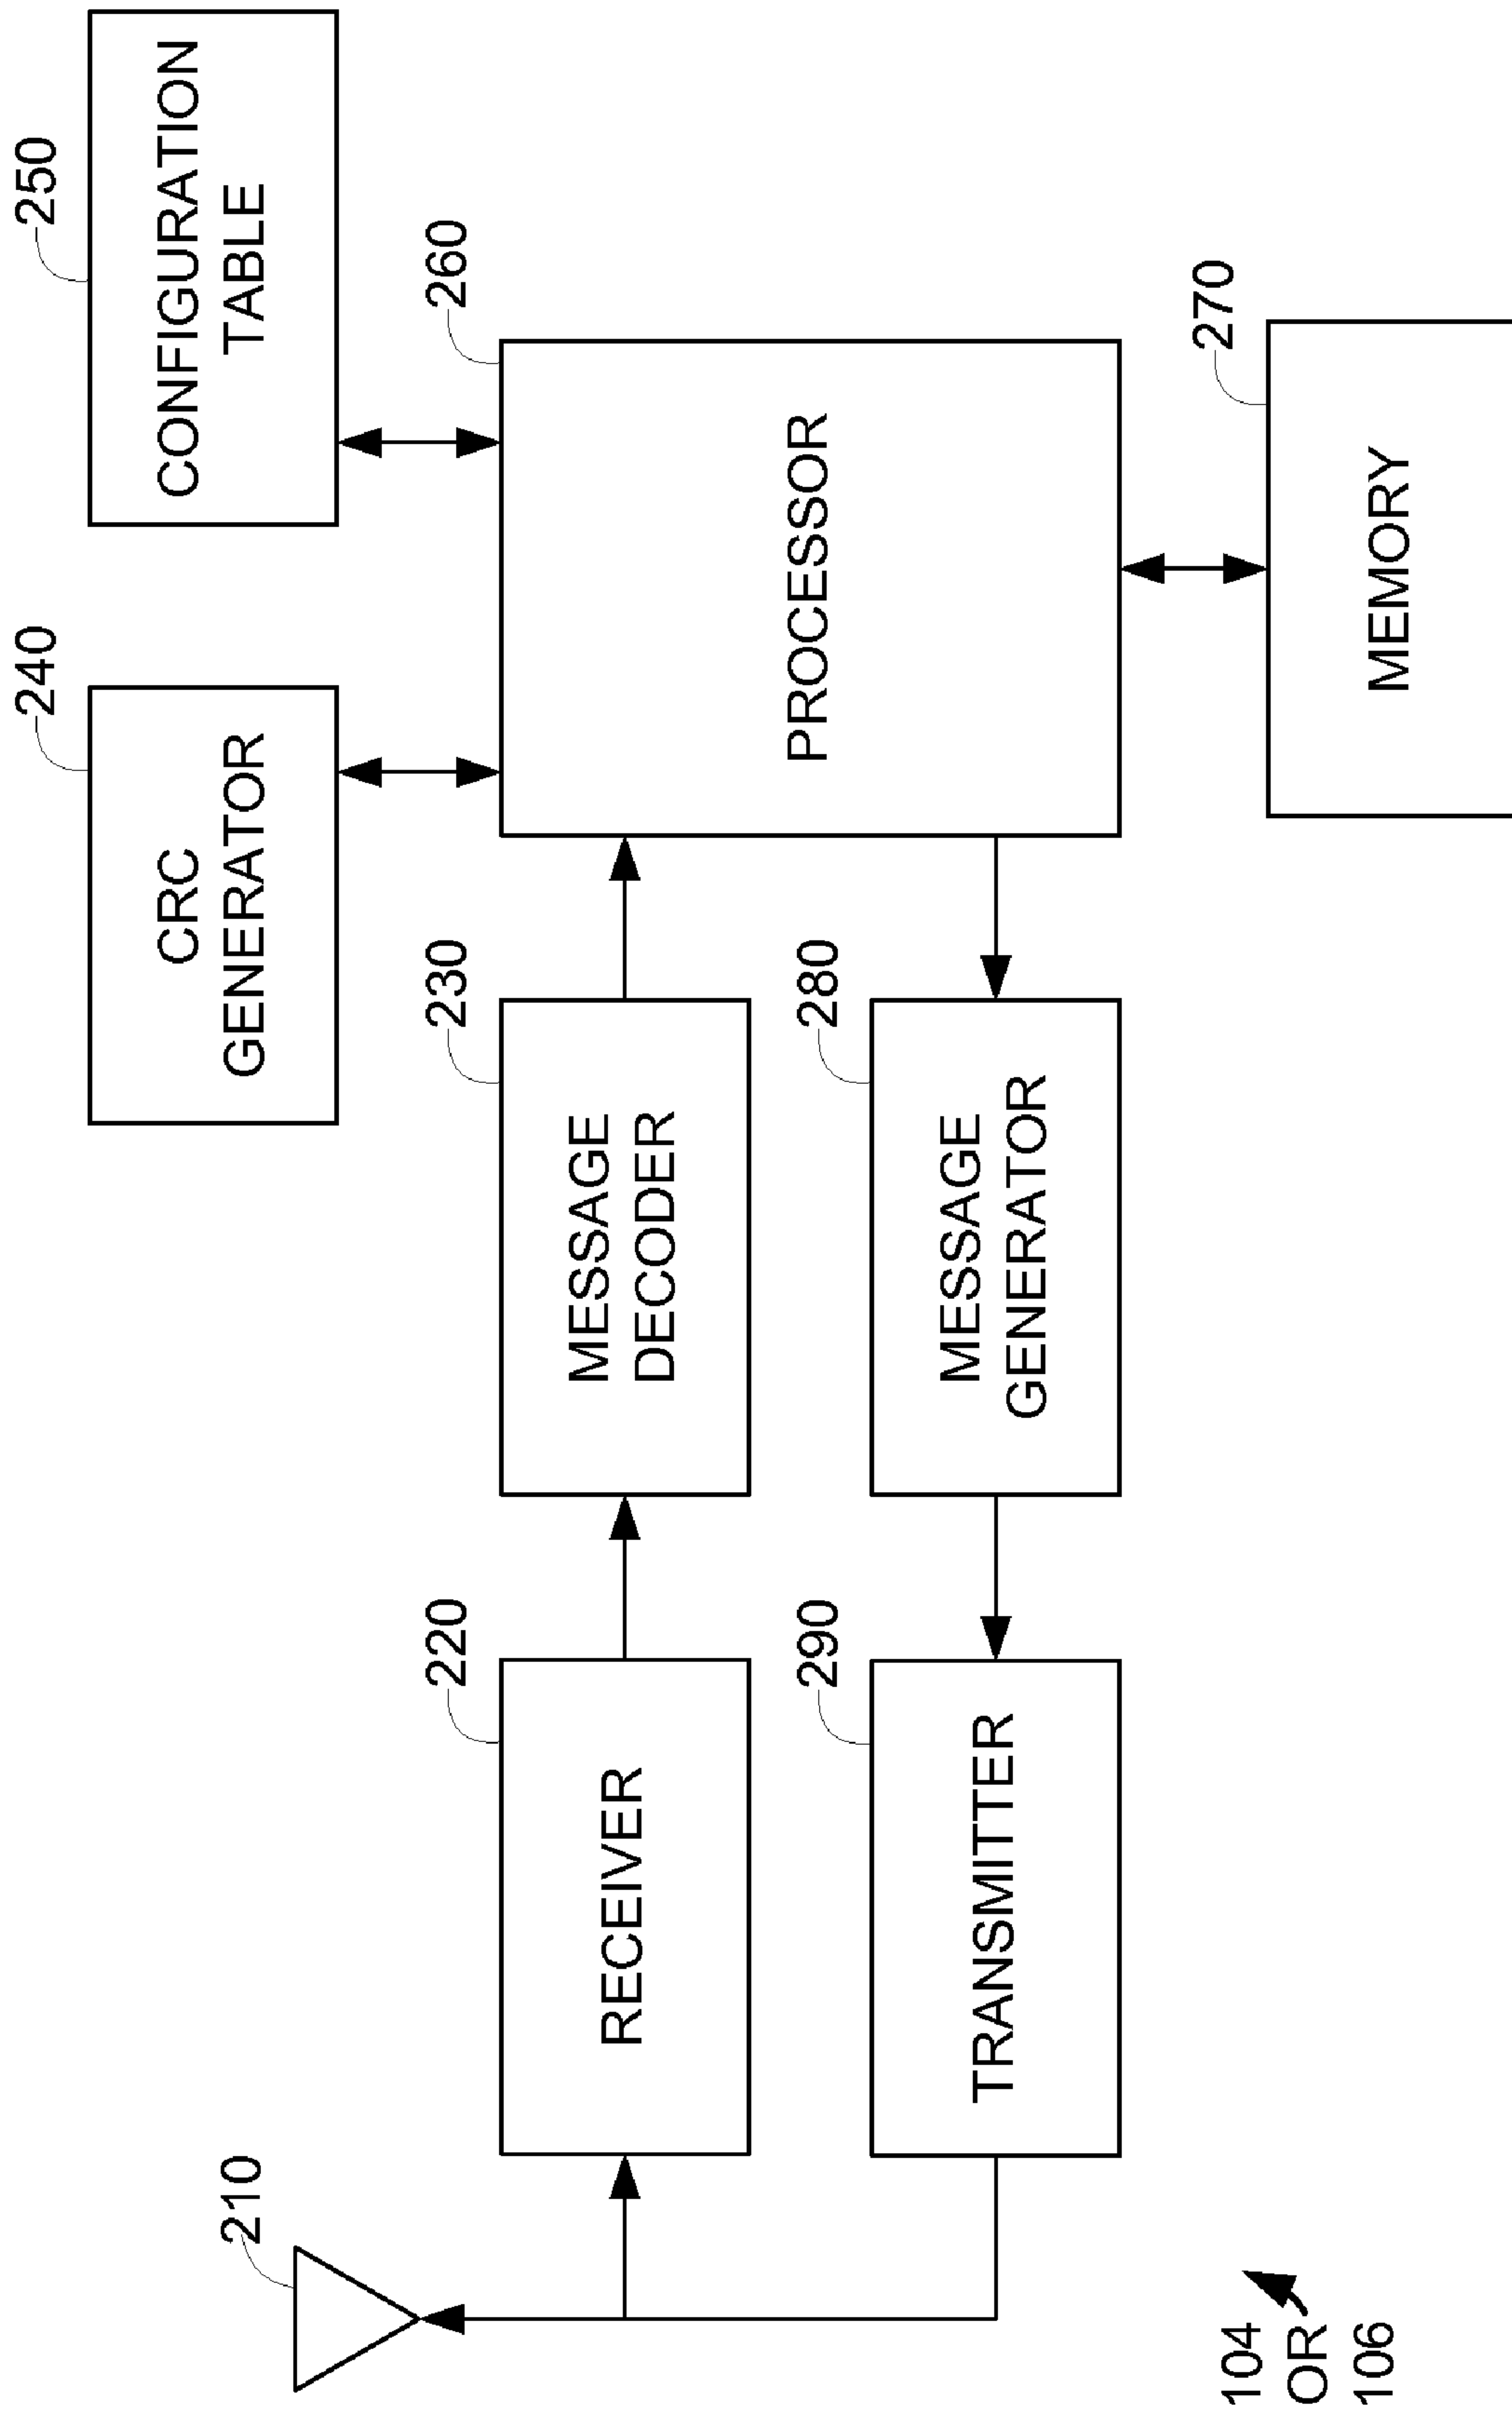 210
220
RECEIVER
230
MESSAGE
DECODER
240
CRC
GENERATOR
250
CONFIGURATION
TABLE
260
PROCESSOR
290
TRANSMITTER
280
MESSAGE
GENERATOR
270
MEMORY
104
OR
106